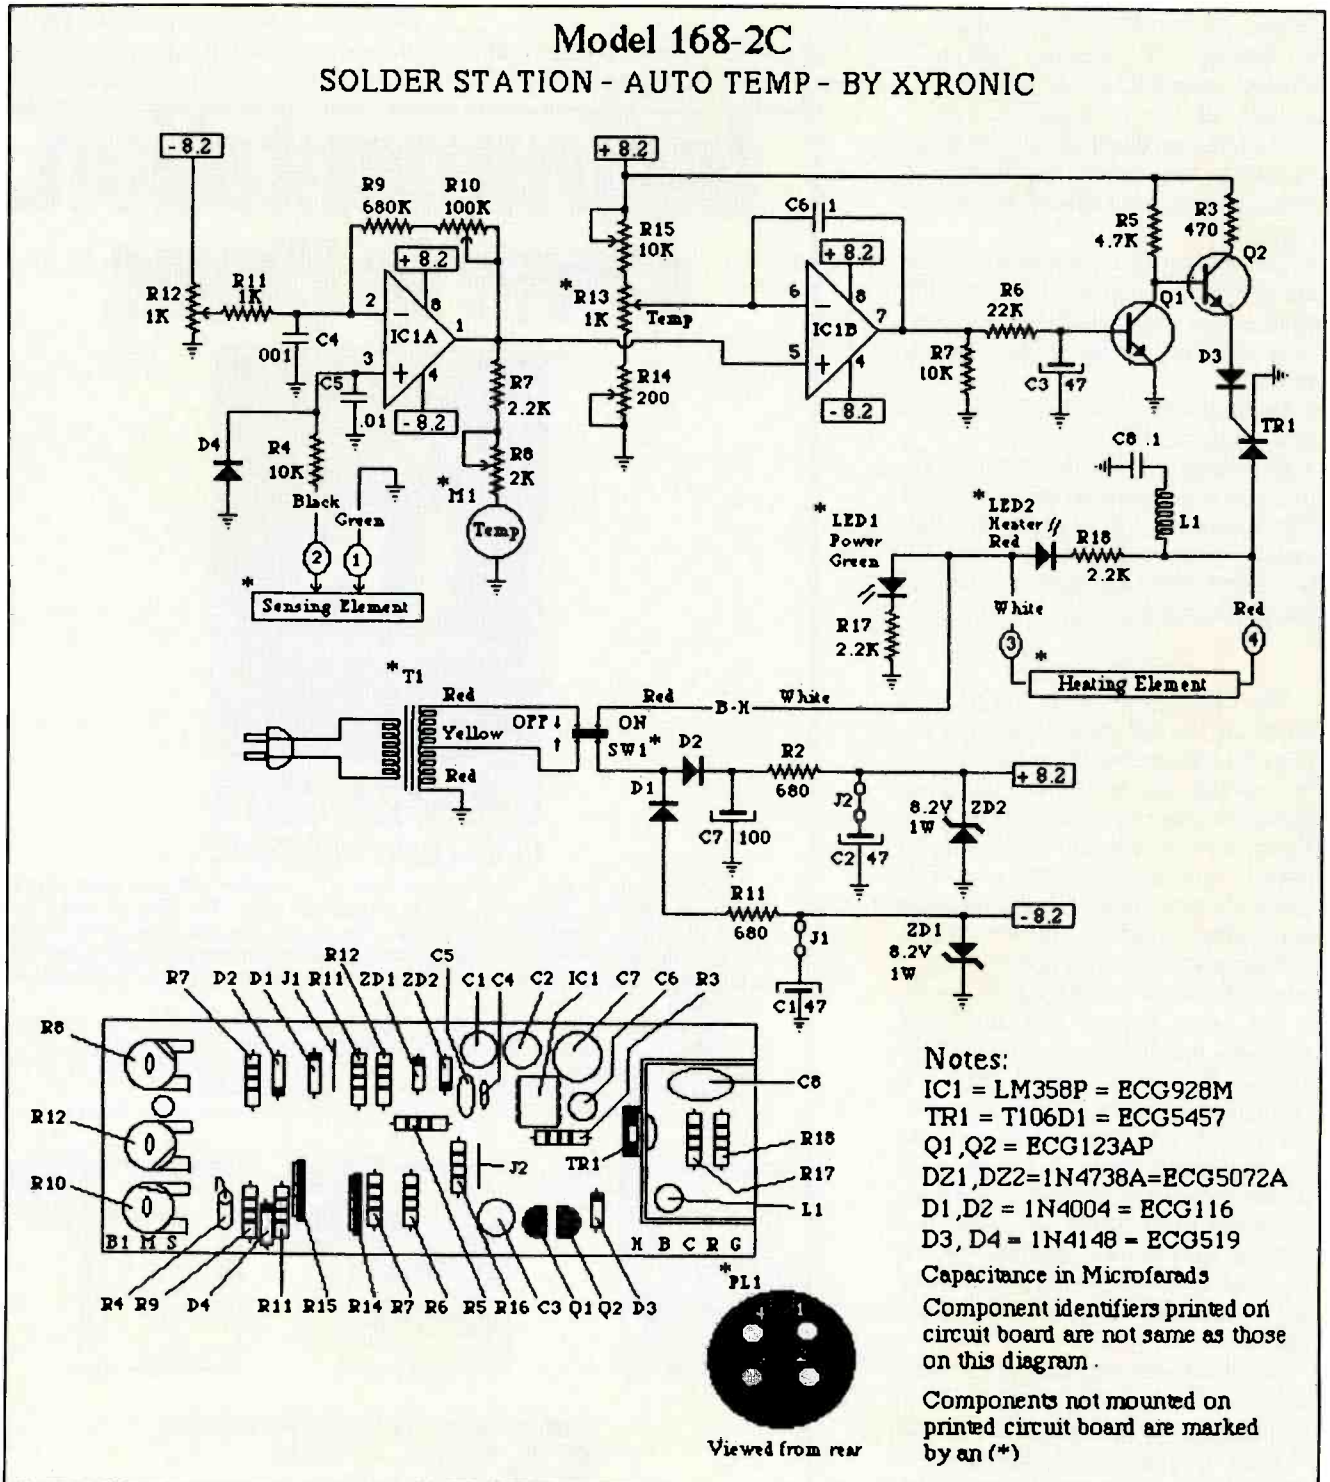 Model 168-2C
SOLDER STATION - AUTO TEMP - BY XYRONIC
- 8.2
+ 8.2
R9
680K
R10
100K
C6 .1
R5
4.7K
R3
470
Q2
R15
10K
+ 8.2
+ 8.2
R12
1K
R11
1K
* R13
1K
Temp
2
8
IC1A
1
3
4
6
8
IC1B
7
5
4
R6
22K
Q1
C4
001
C5
.01
R7
2.2K
R14
200
R7
10K
C3 47
D3
- 8.2
- 8.2
TR1
D4
R4
10K
R8
2K
C8 .1
Black
Green
* M1
Temp
L1
2
1
* LED1
Power
Green
* LED2
Heater
Red
R18
2.2K
*
Sensing Element
R17
2.2K
White
Red
3
4
*
Heating Element
* T1
Red
Yellow
Red
OFF
ON
SW1*
Red
B-H
White
D2
R2
680
+ 8.2
D1
J2
8.2V
1W
ZD2
C7 100
C2 47
R11
680
- 8.2
J1
ZD1
8.2V
1W
C1 47
R7 D2 D1 J1 R11 R12 ZD1 ZD2 C5 C1 C4 C2 IC1 C7 C6 R3
R8
C8
R12
R18
J2
TR1
R17
R10
L1
B1 M S
H B C R G
R4 R9 D4 R11 R15 R14 R7 R6 R5 R16 C3 Q1 Q2 D3
* PL1
4 1
Viewed from rear
Notes:
IC1 = LM358P = ECG928M
TR1 = T106D1 = ECG5457
Q1,Q2 = ECG123AP
DZ1,DZ2=1N4738A=ECG5072A
D1,D2 = 1N4004 = ECG116
D3, D4 = 1N4148 = ECG519
Capacitance in Microfarads
Component identifiers printed on
circuit board are not same as those
on this diagram.
Components not mounted on
printed circuit board are marked
by an (*)